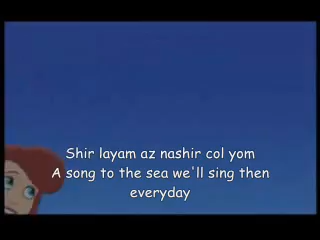 Shir layam az nashir col yom
A song to the sea we'll sing then
everyday